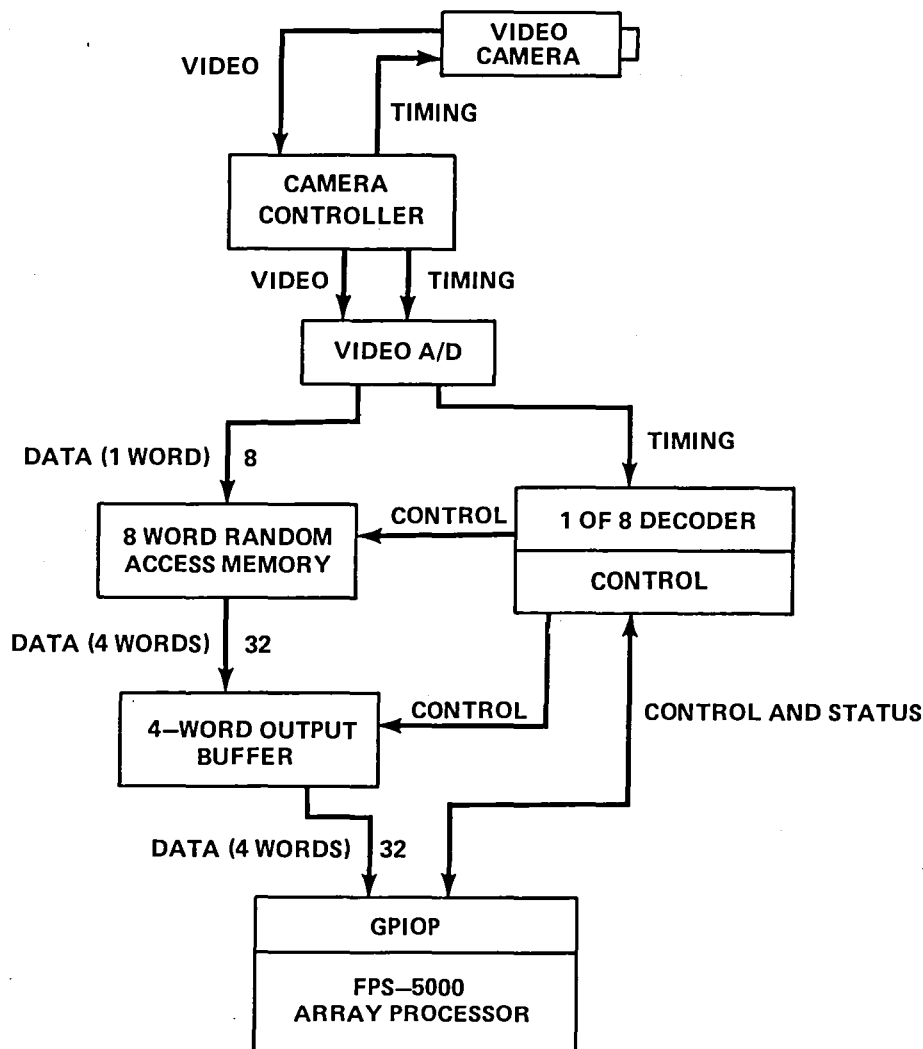 VIDEO
CAMERA
VIDEO
TIMING
CAMERA
CONTROLLER
VIDEO
TIMING
VIDEO A/D
TIMING
DATA (1 WORD) 8
CONTROL
1 OF 8 DECODER
8 WORD RANDOM
ACCESS MEMORY
CONTROL
DATA (4 WORDS) 32
CONTROL
CONTROL AND STATUS
4–WORD OUTPUT
BUFFER
DATA (4 WORDS) 32
GPIOP
FPS–5000
ARRAY PROCESSOR